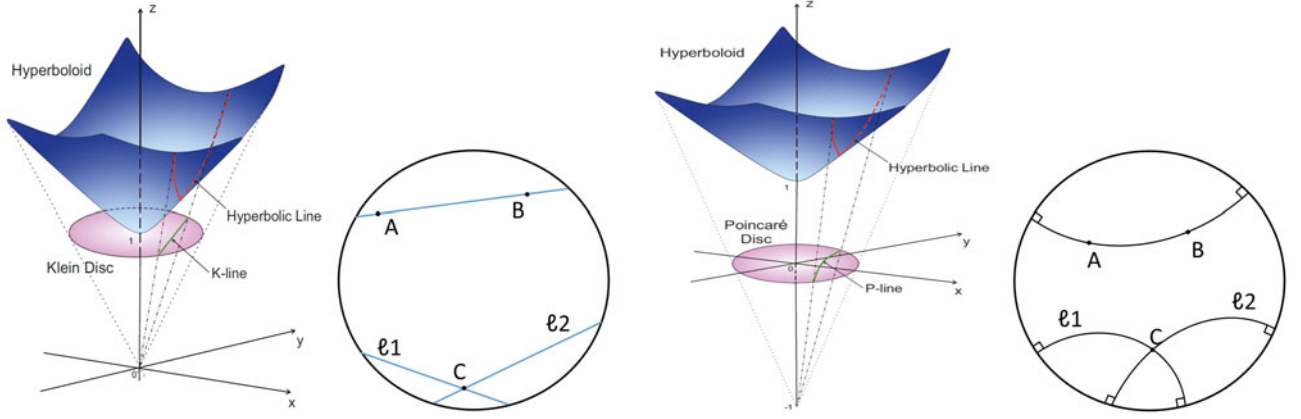 z
Hyperboloid
Hyperbolic Line
1
Klein Disc
K-line
y
0
x
A
B
ℓ1
ℓ2
C
z
Hyperboloid
Hyperbolic Line
1
Poincaré
Disc
y
0
x
P-line
-1
A
B
ℓ1
ℓ2
C